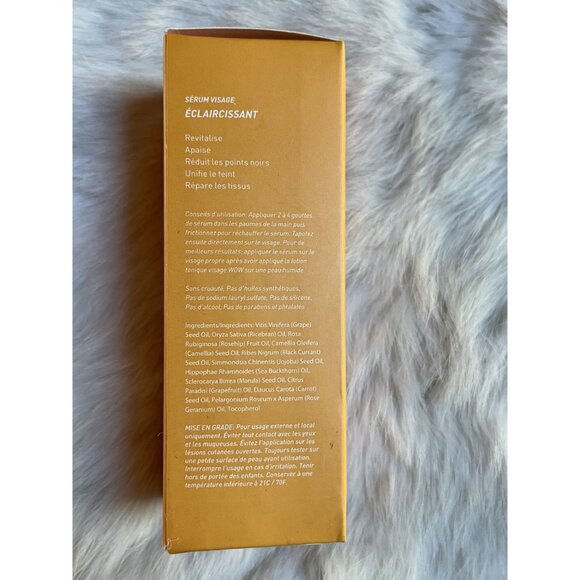 SÉRUM VISAGE
ÉCLAIRCISSANT
Revitalise
Apaise
Réduit les points noirs
Unifie le teint
Répare les tissus
Conseils d'utilisation: Appliquer 2 à 4 gouttes
de sérum dans les paumes de la main puis
frictionnez pour réchauffer le serum. Tapotez
ensuite directement sur le visage. Pour de
meilleurs résultats: appliquer le sérum sur le
visage propre après avoir appliqué la lotion
tonique visage WOW sur une peau humide.
Sans cruauté, Pas d'huiles synthétiques,
Pas de sodium lauryl sulfate, Pas de silicone,
Pas d'alcool, Pas de parabens et phtalates
Ingredients/Ingrédients: Vitis Vinifera (Grape)
Seed Oil, Oryza Sativa (Ricebran) Oil, Rosa
Rubiginosa (Rosehip) Fruit Oil, Camellia Oleifera
(Camellia) Seed Oil, Ribes Nigrum (Black Currant)
Seed Oil, Simmondsia Chinensis (Jojoba) Seed Oil,
Hippophae Rhamnoides (Sea Buckthorn) Oil,
Sclerocarya Birrea (Marula) Seed Oil, Citrus
Paradisi (Grapefruit) Oil, Daucus Carota (Carrot)
Seed Oil, Pelargonium Roseum x Asperum (Rose
Geranium) Oil, Tocopherol
MISE EN GRADE: Pour usage externe et local
uniquement. Éviter tout contact avec les yeux
et les muqueuses. Évitez l'application sur les
lésions cutanées ouvertes. Toujours tester sur
une petite surface de peau avant utilisation.
Interrompre l'usage en cas d'irritation. Tenir
hors de portée des enfants. Conserver à une
température inférieure à 21C / 70F.